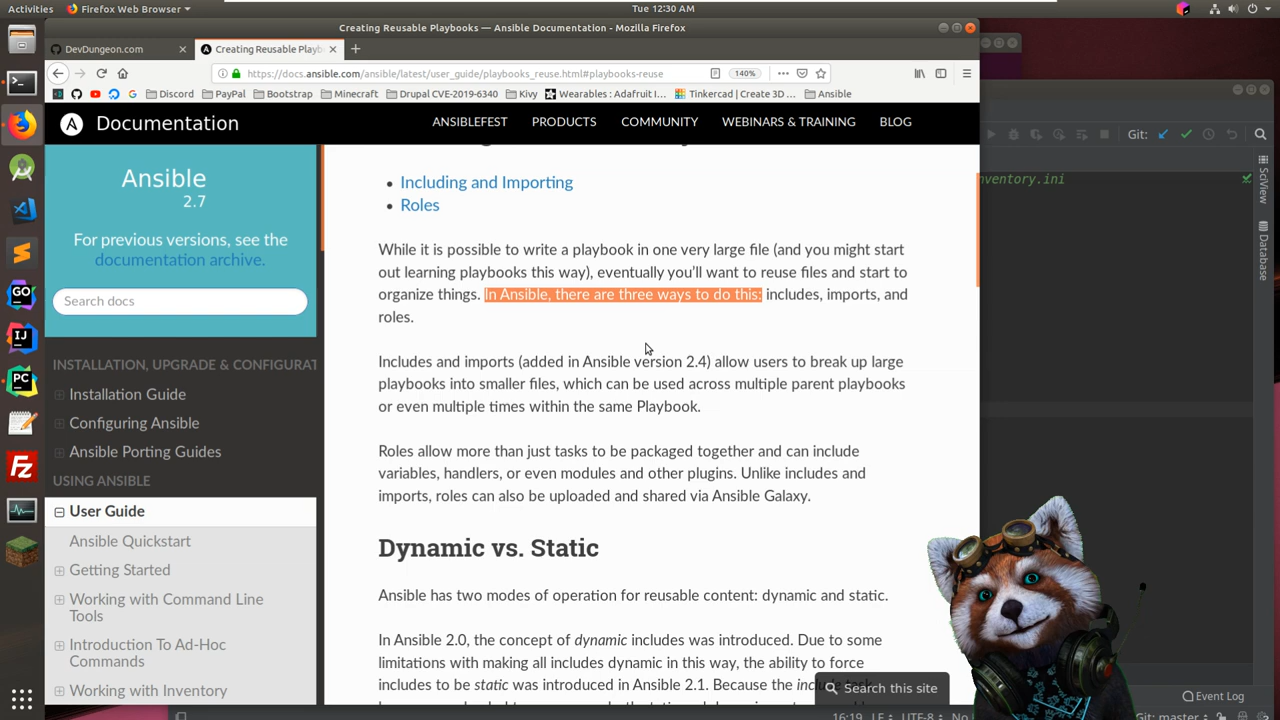 Activities
Firefox Web Browser
Tue 12:30 AM
Creating Reusable Playbooks — Ansible Documentation - Mozilla Firefox
DevDungeon.com
Creating Reusable Playb
https://docs.ansible.com/ansible/latest/user_guide/playbooks_reuse.html#playbooks-reuse
140%
Discord
PayPal
Bootstrap
Minecraft
Drupal CVE-2019-6340
Kivy
Wearables : Adafruit I...
Tinkercad | Create 3D ...
Ansible
Documentation
ANSIBLEFEST
PRODUCTS
COMMUNITY
WEBINARS & TRAINING
BLOG
Git:
nventory.ini
SciView
Database
Ansible
2.7
For previous versions, see the
documentation archive.
Search docs
INSTALLATION, UPGRADE & CONFIGURAT
Installation Guide
Configuring Ansible
Ansible Porting Guides
USING ANSIBLE
User Guide
Ansible Quickstart
Getting Started
Working with Command Line
Tools
Introduction To Ad-Hoc
Commands
Working with Inventory
Including and Importing
Roles
While it is possible to write a playbook in one very large file (and you might start
out learning playbooks this way), eventually you'll want to reuse files and start to
organize things. In Ansible, there are three ways to do this: includes, imports, and
roles.
Includes and imports (added in Ansible version 2.4) allow users to break up large
playbooks into smaller files, which can be used across multiple parent playbooks
or even multiple times within the same Playbook.
Roles allow more than just tasks to be packaged together and can include
variables, handlers, or even modules and other plugins. Unlike includes and
imports, roles can also be uploaded and shared via Ansible Galaxy.
Dynamic vs. Static
Ansible has two modes of operation for reusable content: dynamic and static.
In Ansible 2.0, the concept of dynamic includes was introduced. Due to some
limitations with making all includes dynamic in this way, the ability to force
includes to be static was introduced in Ansible 2.1. Because the
Search this site
Event Log
16:19
LF
UTF-8
Git: master